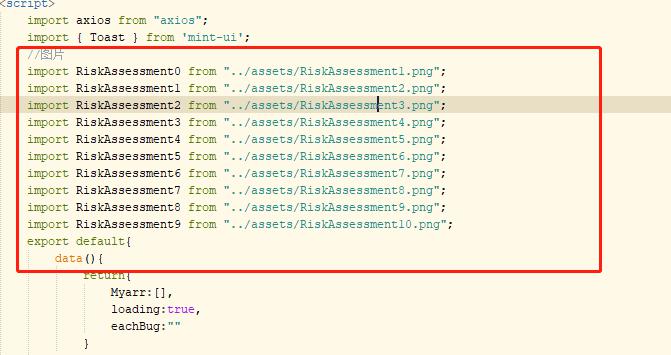 <script>
import axios from "axios";
import { Toast } from 'mint-ui';
//图片
import RiskAssessment0 from "../assets/RiskAssessment1.png";
import RiskAssessment1 from "../assets/RiskAssessment2.png";
import RiskAssessment2 from "../assets/RiskAssessment3.png";
import RiskAssessment3 from "../assets/RiskAssessment4.png";
import RiskAssessment4 from "../assets/RiskAssessment5.png";
import RiskAssessment5 from "../assets/RiskAssessment6.png";
import RiskAssessment6 from "../assets/RiskAssessment7.png";
import RiskAssessment7 from "../assets/RiskAssessment8.png";
import RiskAssessment8 from "../assets/RiskAssessment9.png";
import RiskAssessment9 from "../assets/RiskAssessment10.png";
export default{
data(){
return{
Myarr:[],
loading:true,
eachBug:""
}